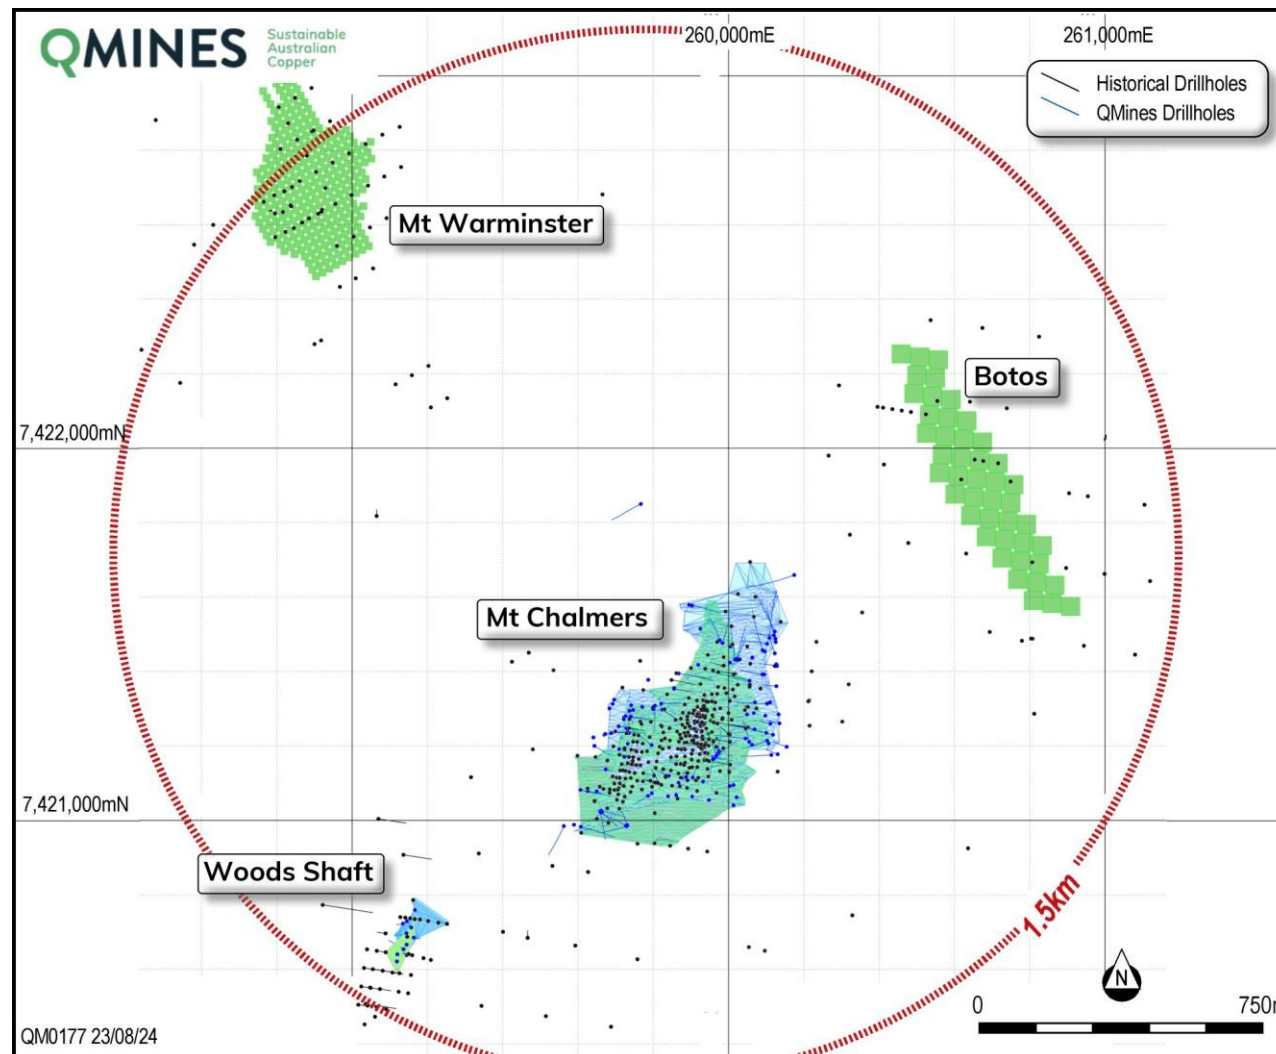 QMINES
Sustainable
Australian
Copper
260,000mE
261,000mE
Historical Drillholes
QMines Drillholes
Mt Warminster
Botos
7,422,000mN
Mt Chalmers
7,421,000mN
Woods Shaft
1.5km
N
0
750m
QM0177 23/08/24